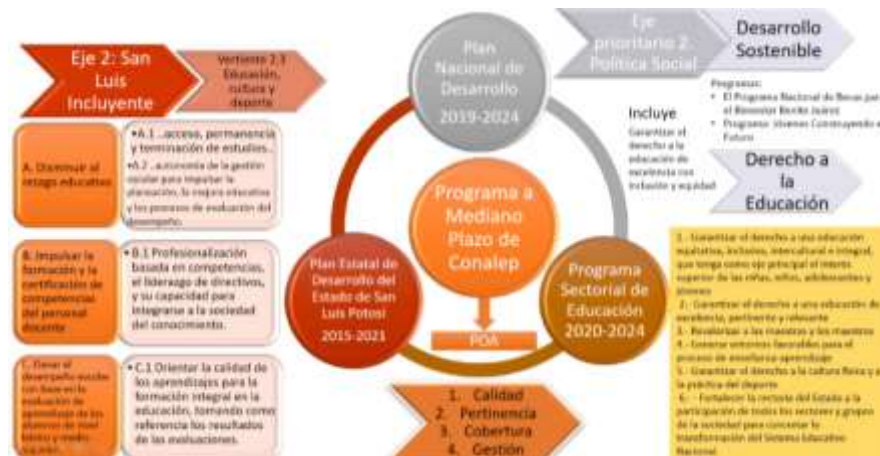 Eje 2: San
Luis
Incluyente
Vertiente 2.3
Educación,
cultura y
deporte
A. Disminuir el
rezago educativo
•A.1 ..acceso, permanencia
y terminación de estudios..
•A.2 ..autonomía de la gestión
escolar para impulsar la
planeación, la mejora educativa
y los procesos de evaluación del
desempeño.
B. Impulsar la
formación y la
certificación de
competencias
del personal
docente
•B.1 Profesionalización
basada en competencias,
el liderazgo de directivos,
y su capacidad para
integrarse a la sociedad
del conocimiento.
C. Elevar el
desempeño escolar
con base en la
evaluación de
aprendizaje de los
alumnos de nivel
básico y medio
superior.
•C.1 Orientar la calidad
de los aprendizajes para
la formación integral en la
educación, tomando como
referencia los resultados
de las evaluaciones.
Plan
Nacional de
Desarrollo
2019-2024
Programa a
Mediano
Plazo de
Conalep
Plan Estatal de
Desarrollo del
Estado de San
Luis Potosí
2015-2021
Programa
Sectorial de
Educación
2020-2024
POA
1. Calidad
2. Pertinencia
3. Cobertura
4. Gestión
Eje
prioritario 2.
Política Social
Desarrollo
Sostenible
Programas:
• El Programa Nacional de Becas par
el Bienestar Benito Juárez
• Programa Jóvenes Construyendo e
Futuro
Incluye
Garantizar el
derecho a la
educación de
excelencia con
inclusión y equidad
Derecho a
la
Educación
1.- Garantizar el derecho a una educación
equitativa, inclusiva, intercultural e integral,
que tenga como eje principal el interés
superior de las niñas, niños, adolescentes y
jóvenes
2.- Garantizar el derecho a una educación de
excelencia, pertinente y relevante
3.- Revalorizar a las maestras y los maestros
4.- Generar entornos favorables para el
proceso de enseñanza-aprendizaje
5.- Garantizar el derecho a la cultura física y a
la práctica del deporte
6.- Fortalecer la rectoría del Estado y la
participación de todos los sectores y grupos
de la sociedad para concretar la
transformación del Sistema Educativo
Nacional